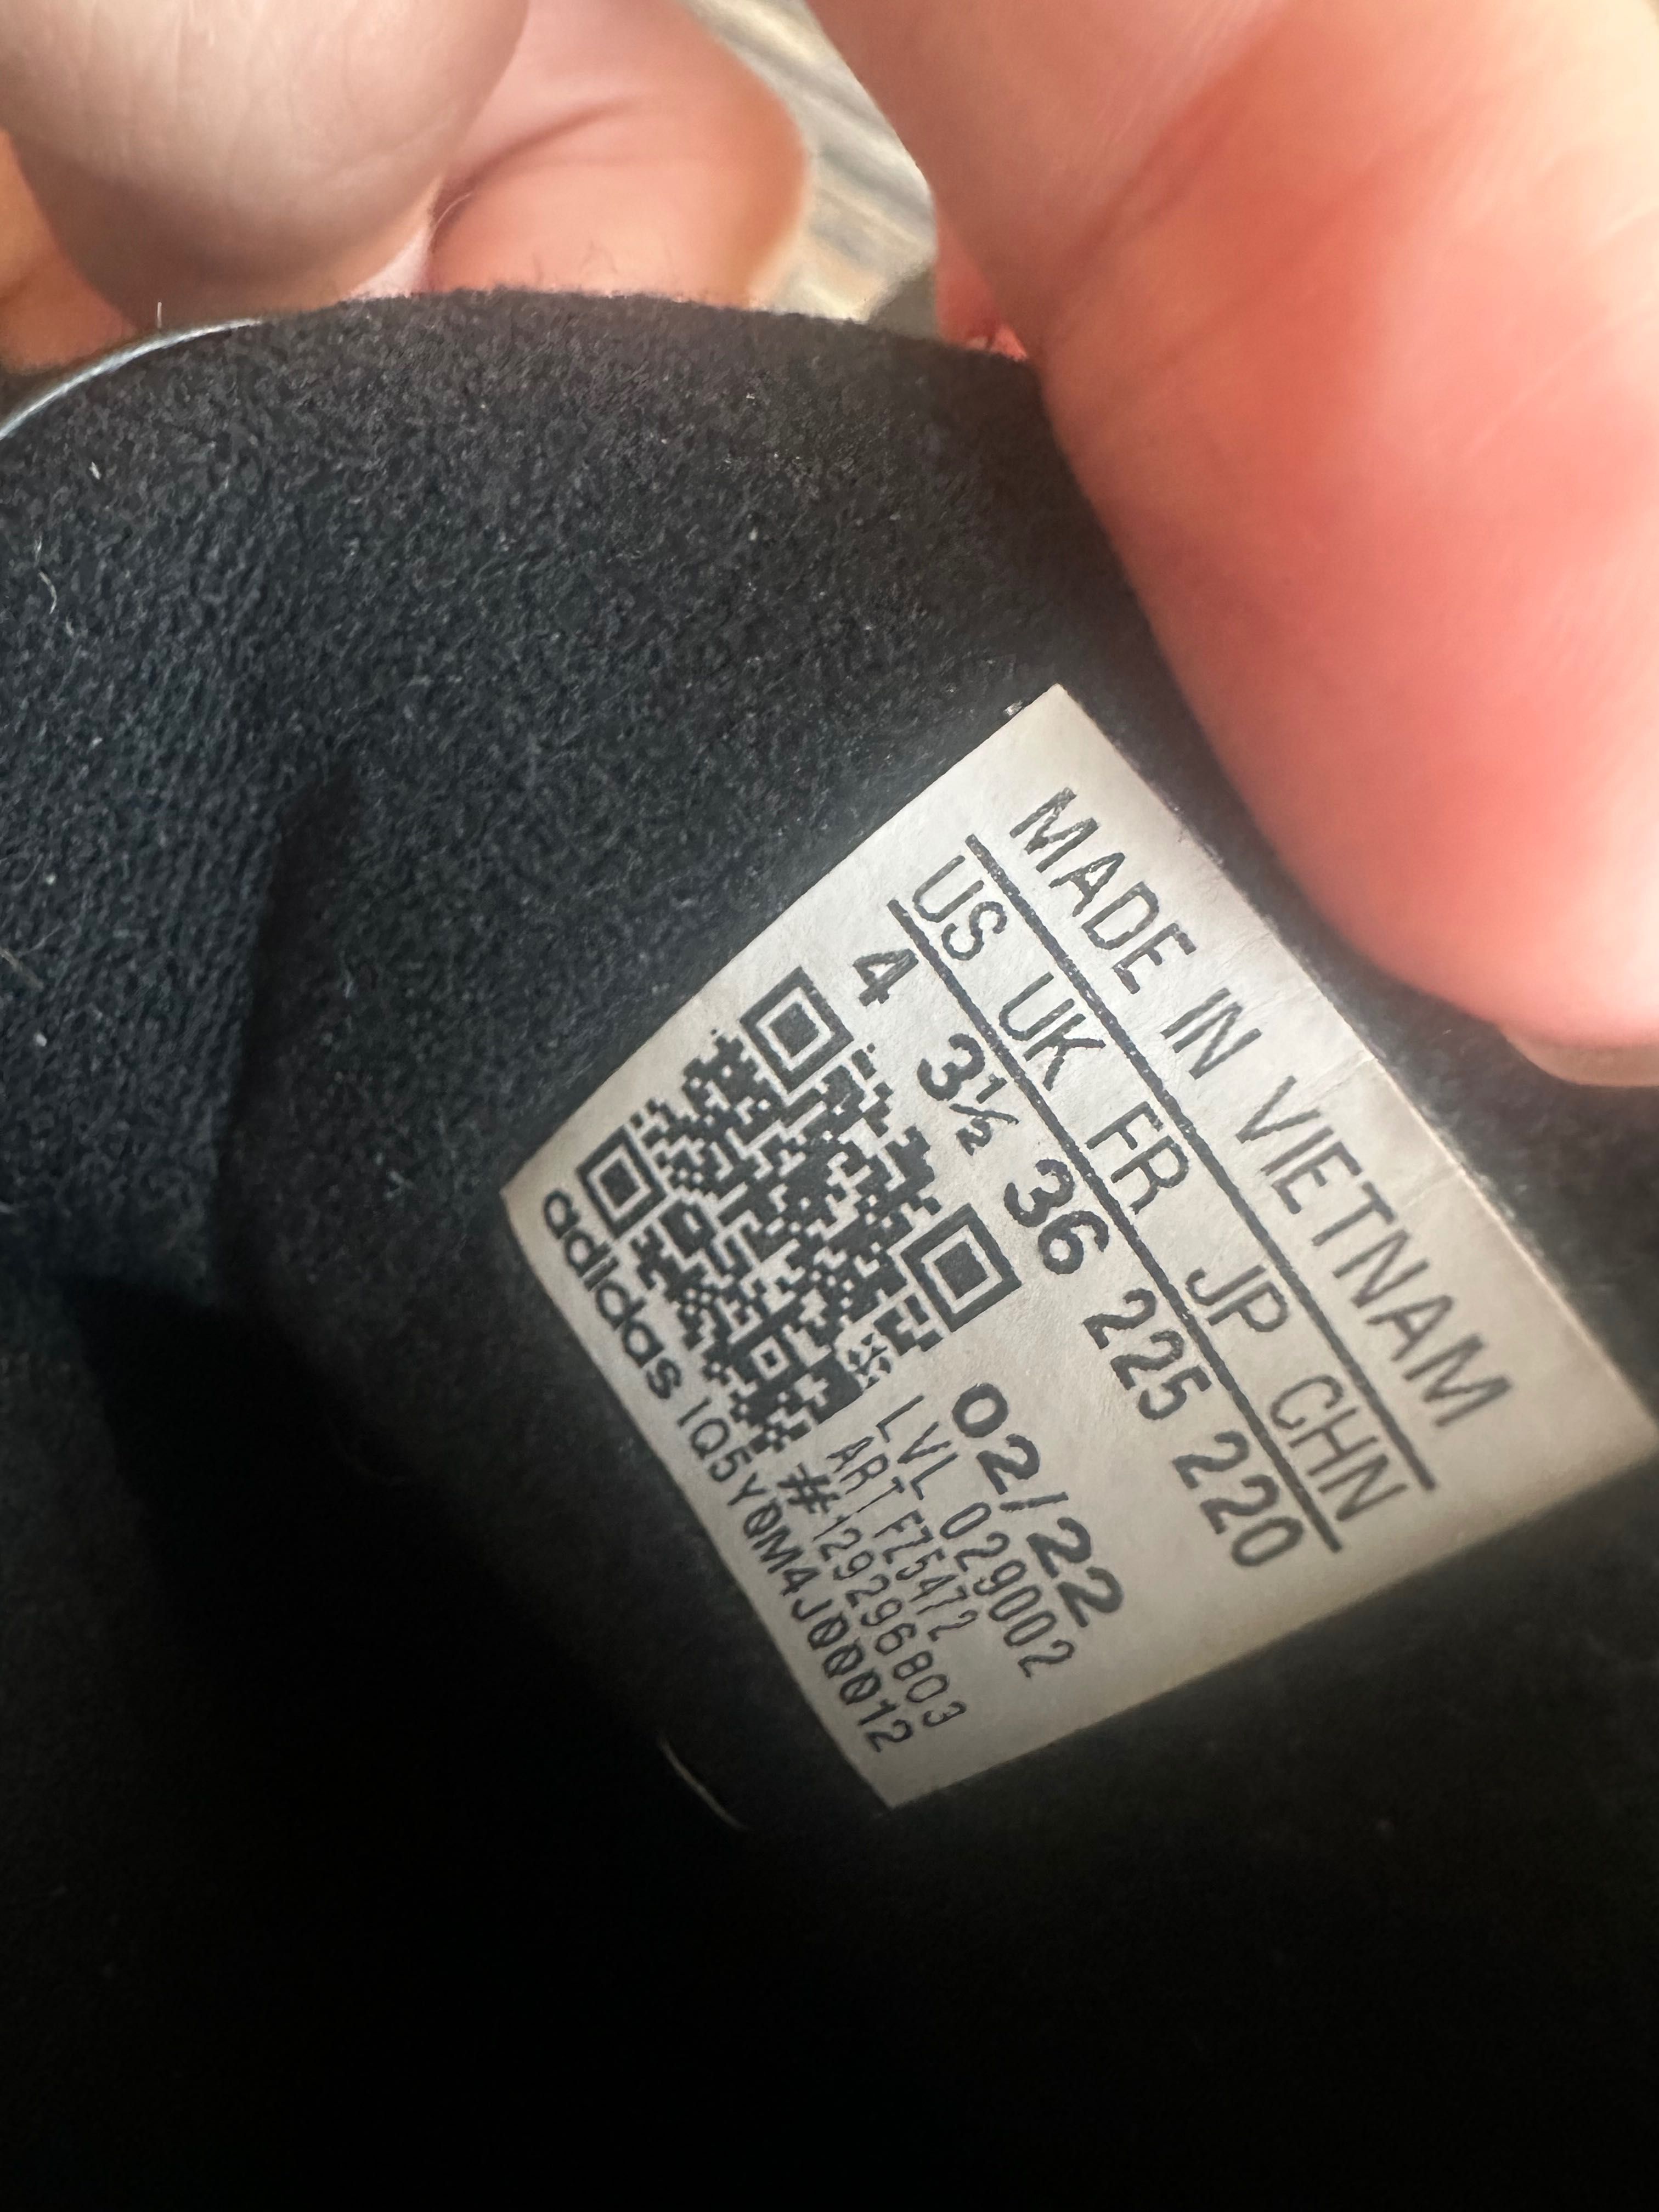 MADE IN VIETNAM
US UK FR JP CHN
4 3½ 36 225 220
02/22
LVL 029002
ART FZ5472
#129296803
adidas 1Q5Y0M4J00012